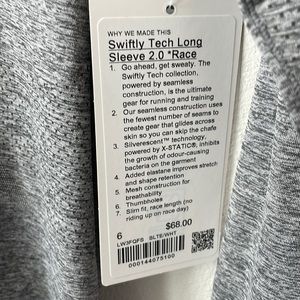 WHY WE MADE THIS
Swiftly Tech Long
Sleeve 2.0 *Race
1. Go ahead, get sweaty. The
Swiftly Tech collection,
powered by seamless
construction, is the ultimate
gear for running and training
2. Our seamless construction uses
the fewest number of seams to
create gear that glides across
skin so you can skip the chafe
3. Silverescent™ technology,
powered by X-STATIC®, inhibits
the growth of odour-causing
bacteria on the garment
4. Added elastane improves stretch
and shape retention
5. Mesh construction for
breathability
6. Thumbholes
7. Slim fit, race length (no
riding up on race day)
6 $68.00
LW3FQFS BLTE/WHT
000144075100